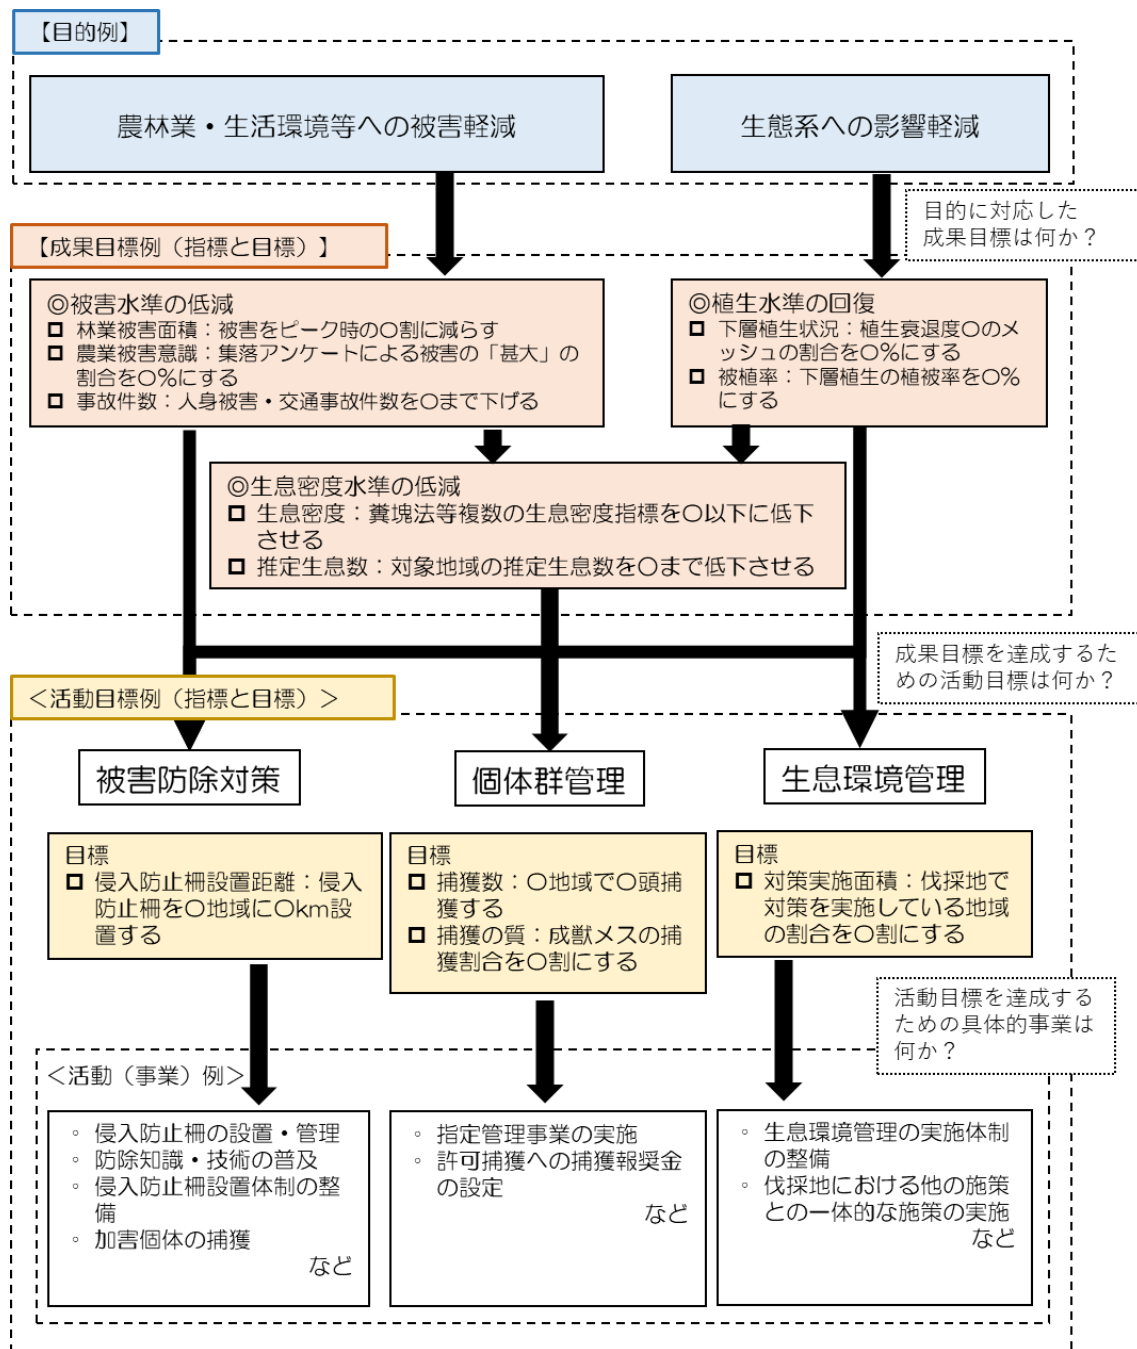 【目的例】
農林業・生活環境等への被害軽減
生態系への影響軽減
目的に対応した
成果目標は何か？
【成果目標例（指標と目標）】
◎被害水準の低減
林業被害面積：被害をピーク時の〇割に減らす
農業被害意識：集落アンケートによる被害の「甚大」の
割合を〇％にする
事故件数：人身被害・交通事故件数を〇まで下げる
◎植生水準の回復
下層植生状況：植生衰退度〇のメ
ッシュの割合を〇％にする
被植率：下層植生の植被率を〇％
にする
◎生息密度水準の低減
生息密度：糞塊法等複数の生息密度指標を〇以下に低下
させる
推定生息数：対象地域の推定生息数を〇まで低下させる
成果目標を達成するた
めの活動目標は何か？
＜活動目標例（指標と目標）＞
被害防除対策
個体群管理
生息環境管理
目標
侵入防止柵設置距離：侵入
防止柵を〇地域に〇km設
置する
目標
捕獲数：〇地域で〇頭捕
獲する
捕獲の質：成獣メスの捕
獲割合を〇割にする
目標
対策実施面積：伐採地で
対策を実施している地域
の割合を〇割にする
活動目標を達成する
ための具体的事業は
何か？
＜活動（事業）例＞
◦ 侵入防止柵の設置・管理
◦ 防除知識・技術の普及
◦ 侵入防止柵設置体制の整
備
◦ 加害個体の捕獲
など
◦ 指定管理事業の実施
◦ 許可捕獲への捕獲報奨金
の設定
など
◦ 生息環境管理の実施体制
の整備
◦ 伐採地における他の施策
との一体的な施策の実施
など